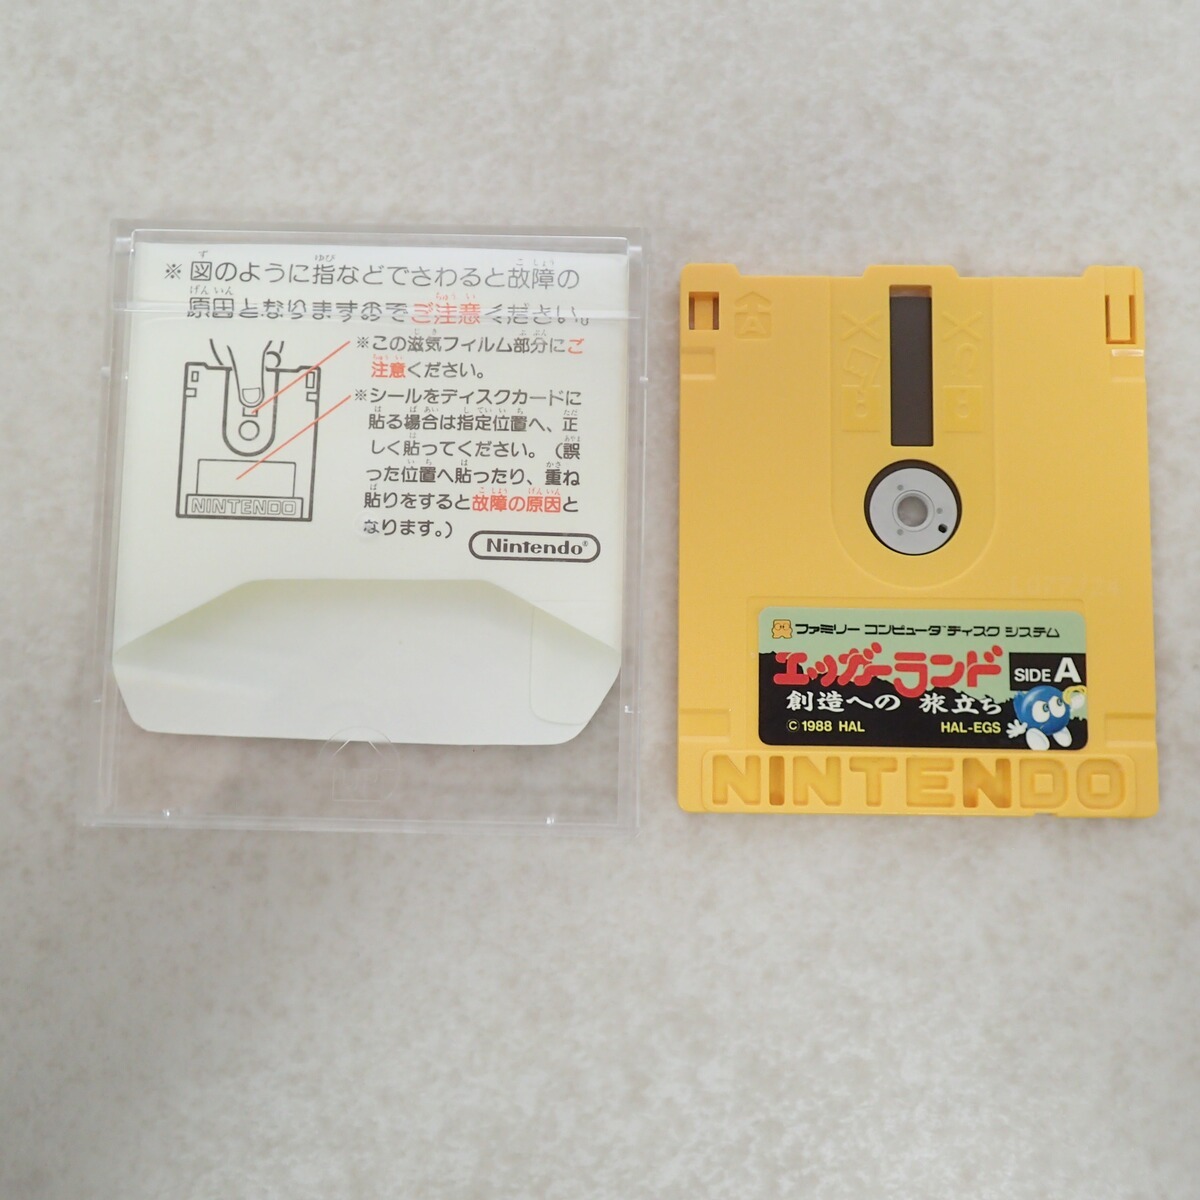 ※図のように指などでさわると故障の
原因となりますのでご注意ください。
※この滋気フィルム部分にご
注意ください。
※シールをディスクカードに
貼る場合は指定位置へ、正
しく貼ってください。(誤
った位置へ貼ったり、重ね
貼りをすると故障の原因と
なります。)
NINTENDO
Nintendo®
ファミリー コンピュータ ディスク システム
エッガーランド
SIDE A
創造への 旅立ち
© 1988 HAL
HAL-EGS
NINTENDO